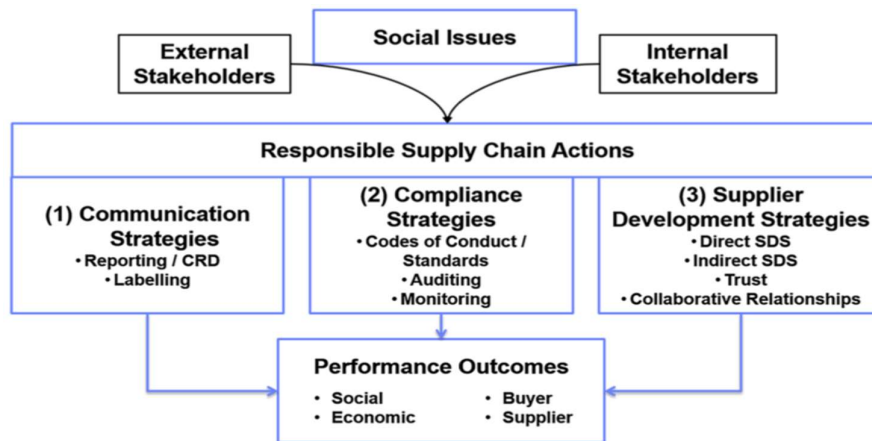 Social Issues
External
Stakeholders
Internal
Stakeholders
Responsible Supply Chain Actions
(1) Communication
Strategies
•Reporting / CRD
•Labelling
(2) Compliance
Strategies
•Codes of Conduct /
Standards
•Auditing
•Monitoring
(3) Supplier
Development Strategies
•Direct SDS
•Indirect SDS
•Trust
•Collaborative Relationships
Performance Outcomes
• Social
• Economic
• Buyer
• Supplier